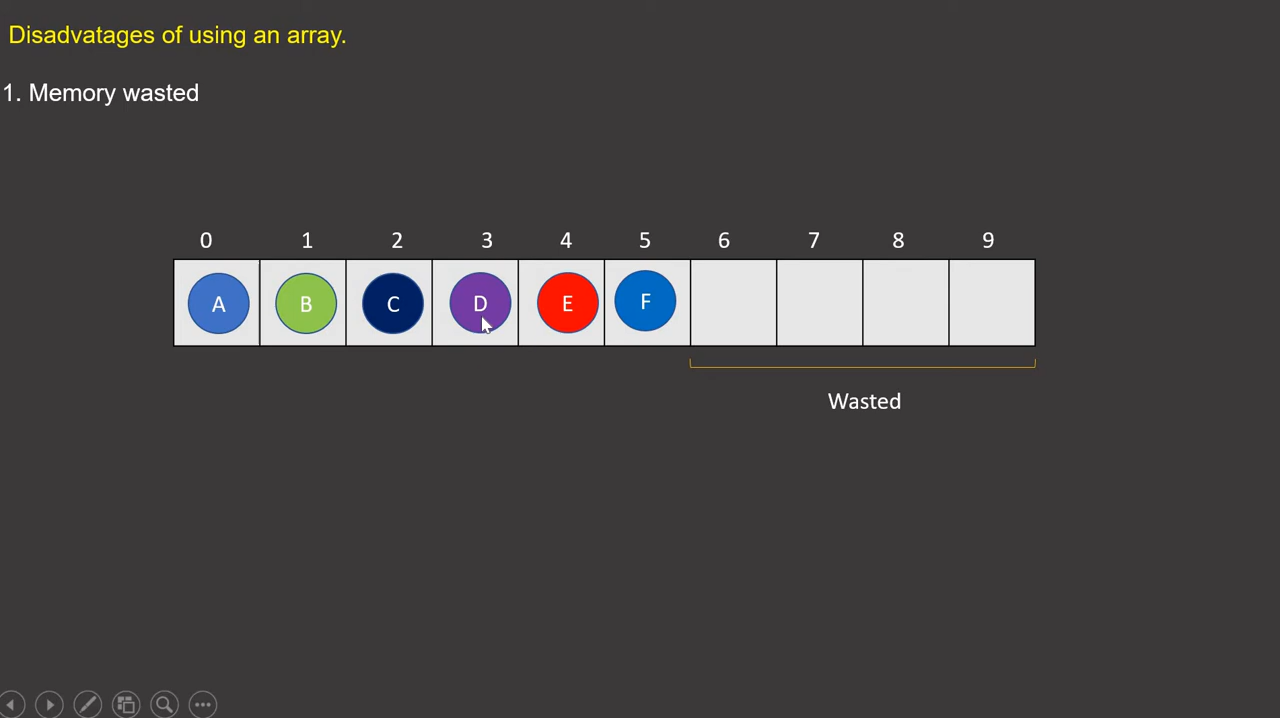 Disadvatages of using an array.
1. Memory wasted
0 1 2 3 4 5 6 7 8 9
A B C D E F
Wasted